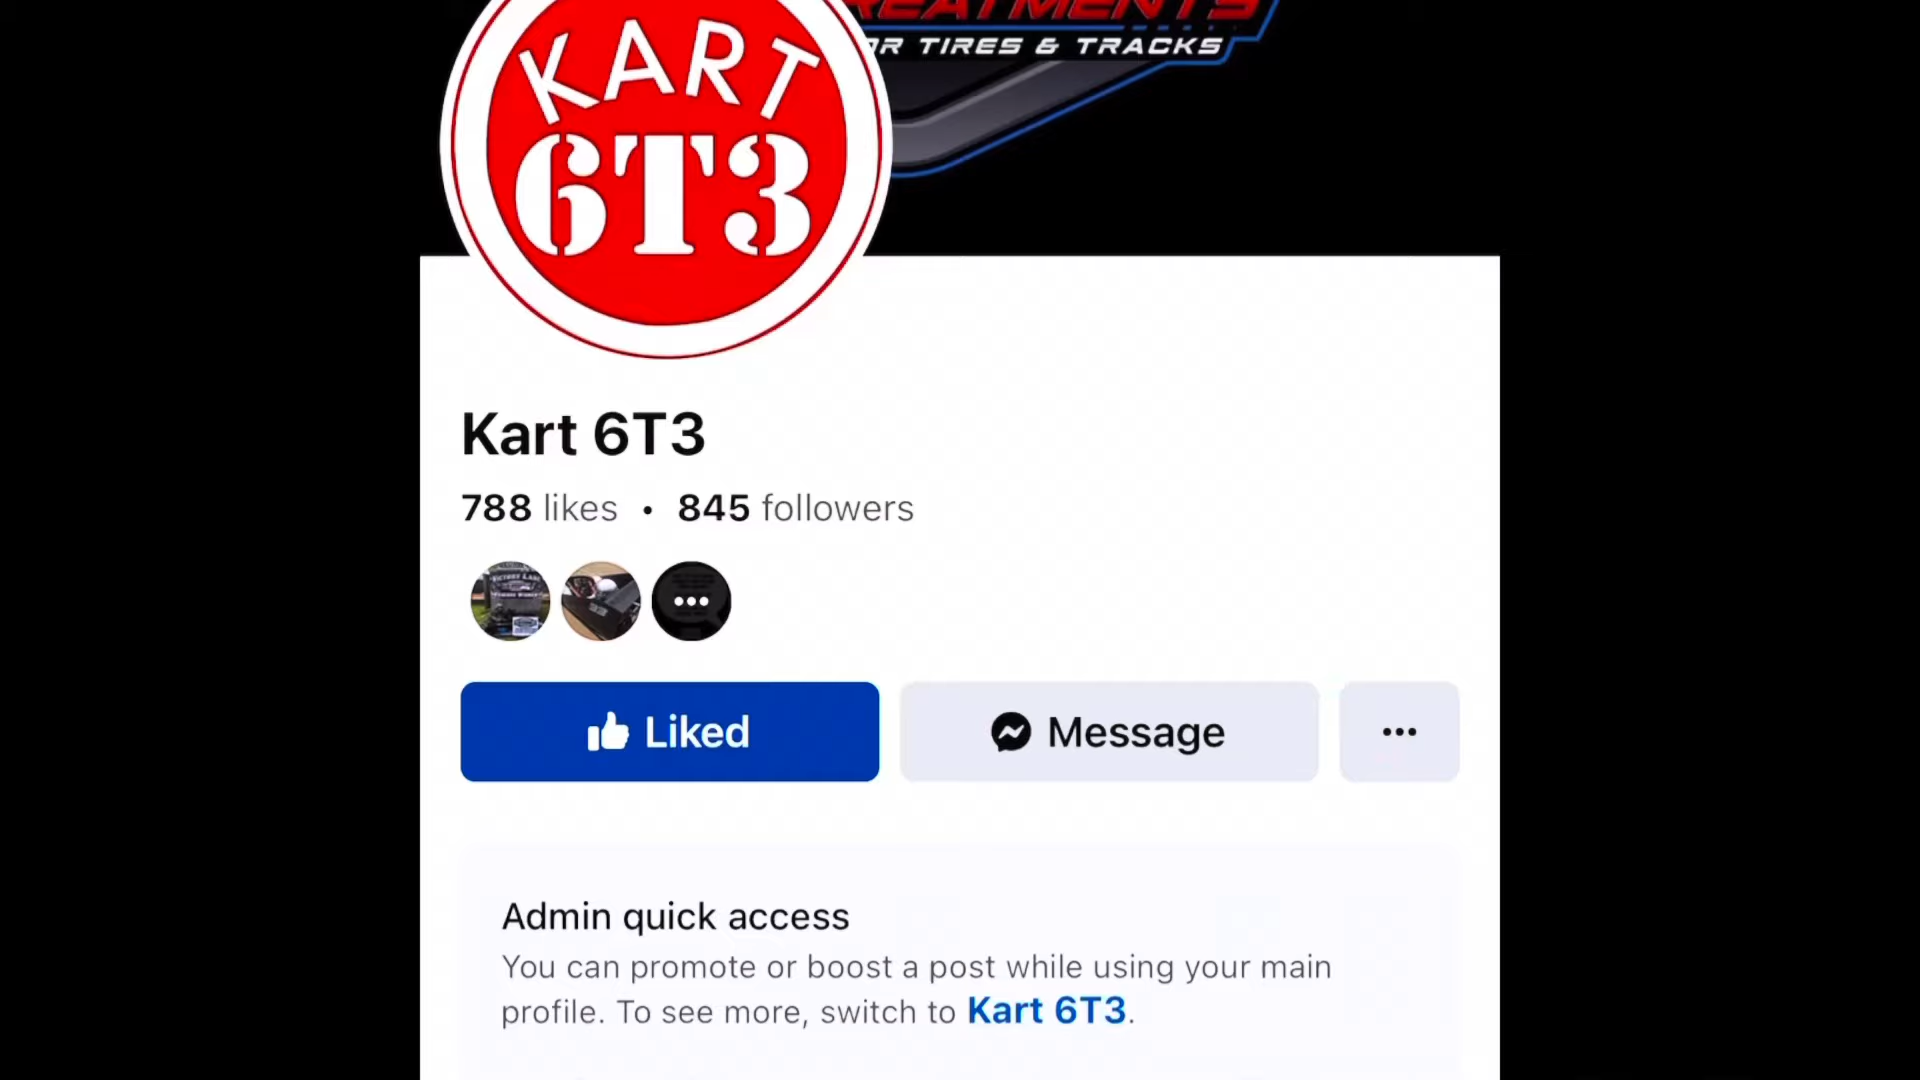 TREATMENTS
OR TIRES & TRACKS
KART
6T3
Kart 6T3
788 likes • 845 followers
Liked
Message
Admin quick access
You can promote or boost a post while using your main
profile. To see more, switch to Kart 6T3.